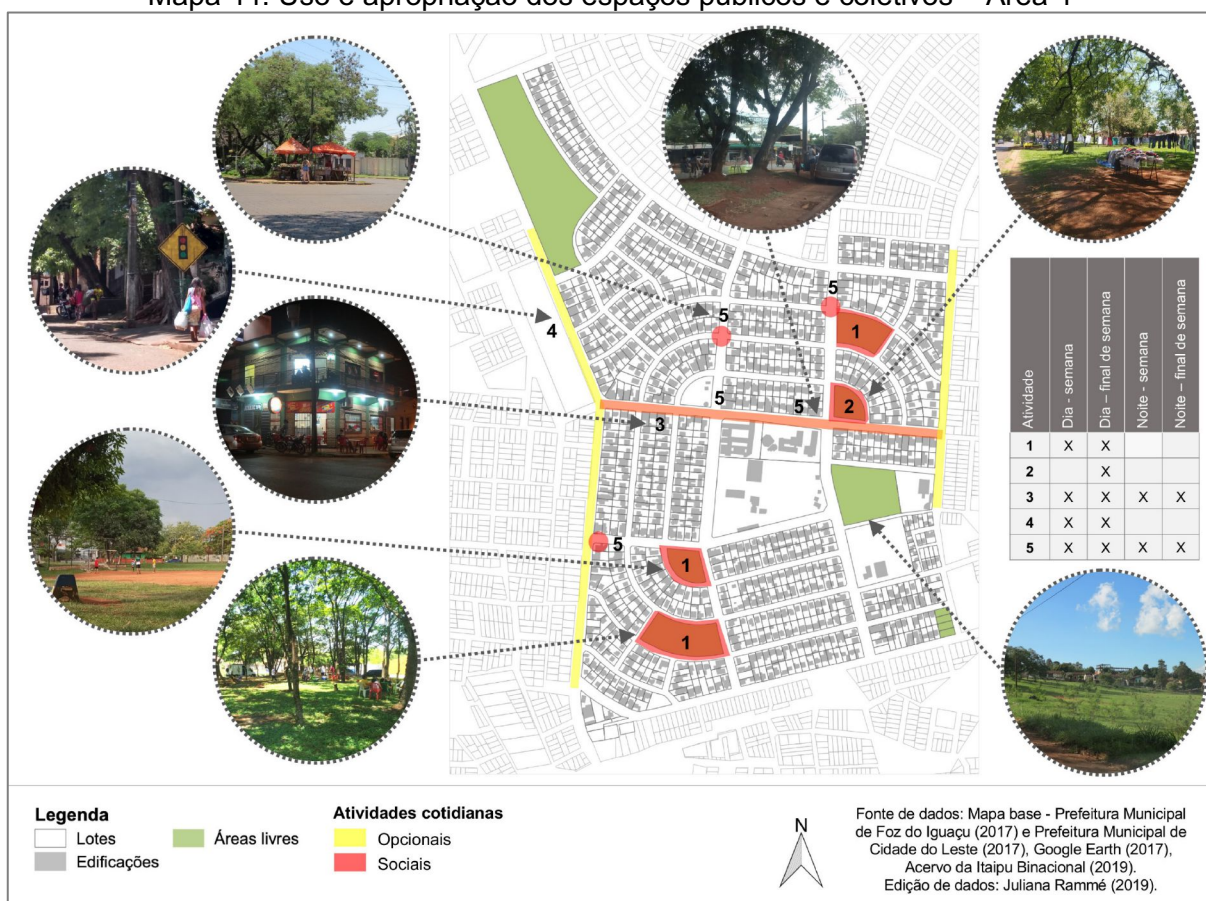 Mapa 11: Uso e apropriação dos espaços públicos e coletivos – Área 1
5
1
5
4
5
5
2
3
5
1
1
Atividade
Dia - semana
Dia – final de semana
Noite - semana
Noite – final de semana
1 X X
2 X
3 X X X X
4 X X
5 X X X X
Legenda
Lotes
Edificações
Áreas livres
Atividades cotidianas
Opcionais
Sociais
N
Fonte de dados: Mapa base - Prefeitura Municipal
de Foz do Iguaçu (2017) e Prefeitura Municipal de
Cidade do Leste (2017), Google Earth (2017),
Acervo da Itaipu Binacional (2019).
Edição de dados: Juliana Rammé (2019).